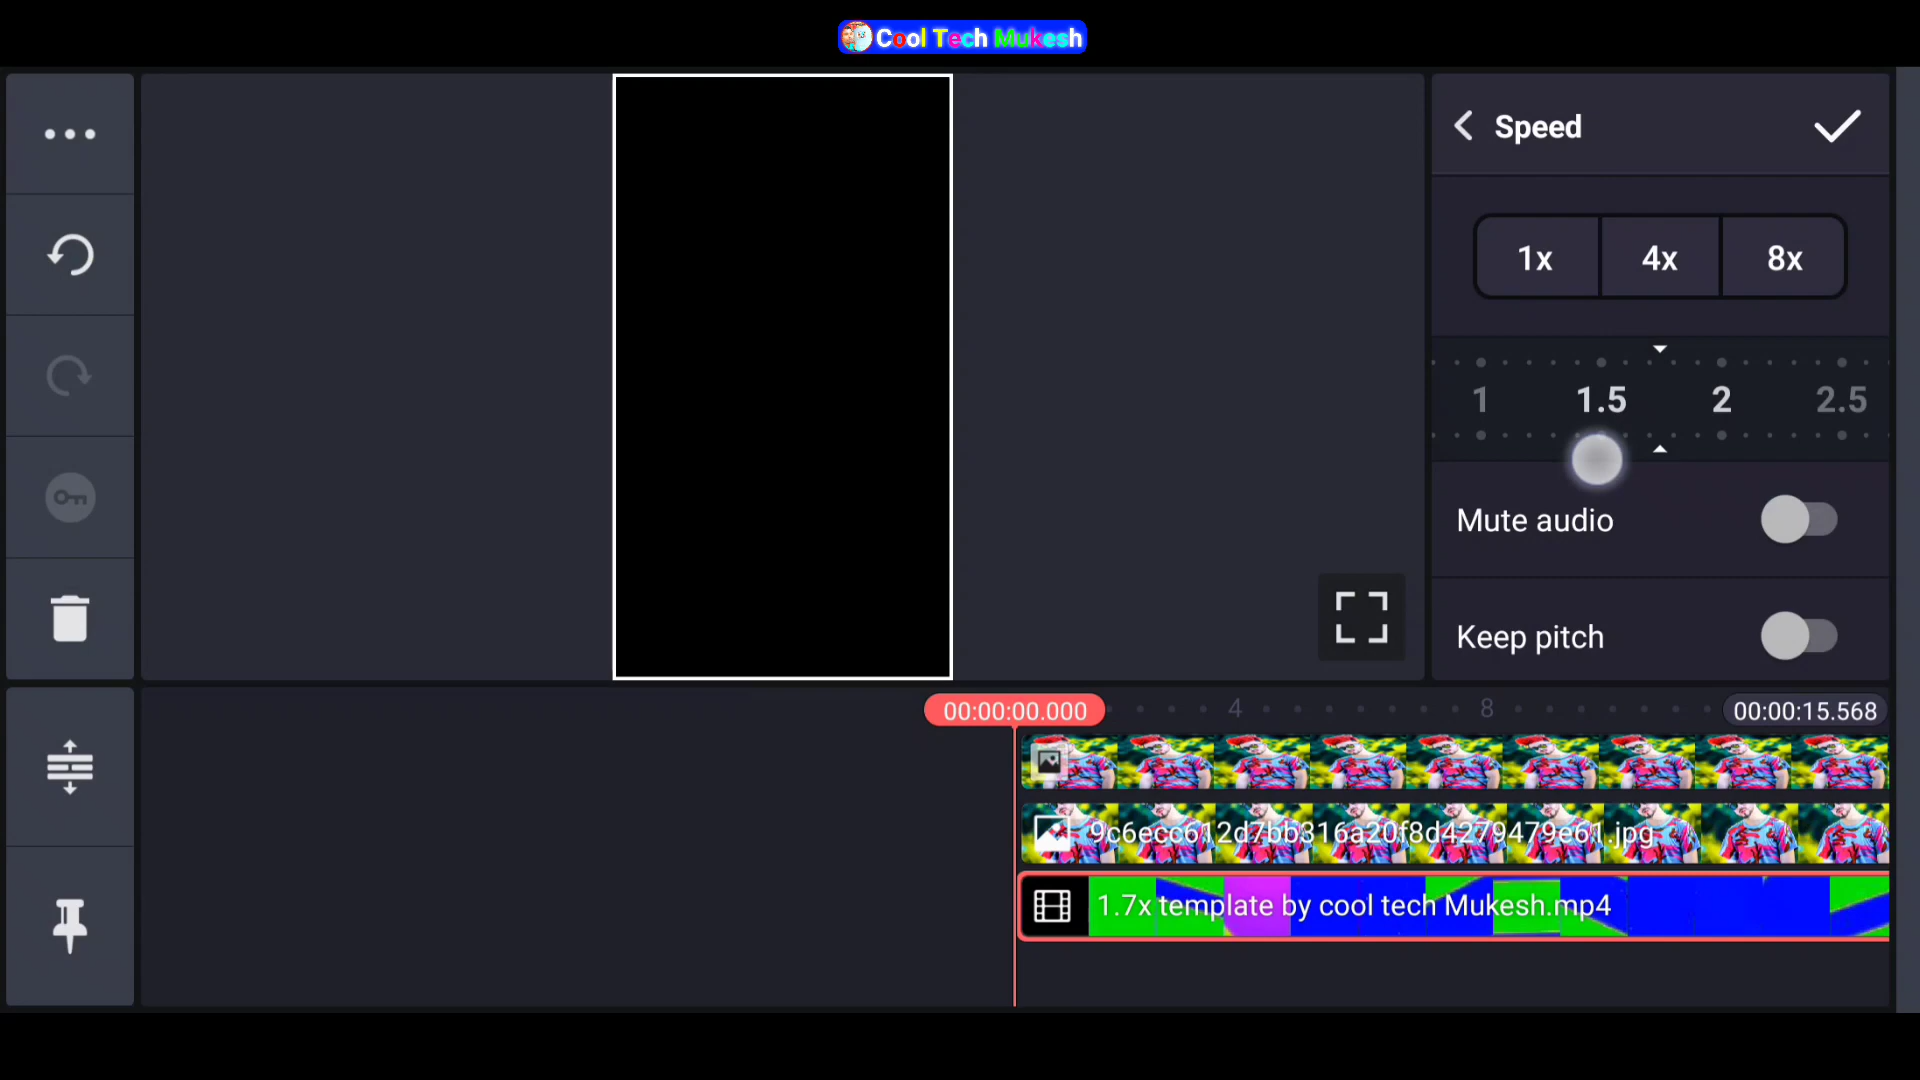 Cool Tech Mukesh
Speed
1x 4x 8x
1 1.5 2 2.5
Mute audio
Keep pitch
00:00:00.000 4 8 00:00:15.568
9c6ecc612d7bb316a20f8d4279479e61.jpg
1.7x template by cool tech Mukesh.mp4